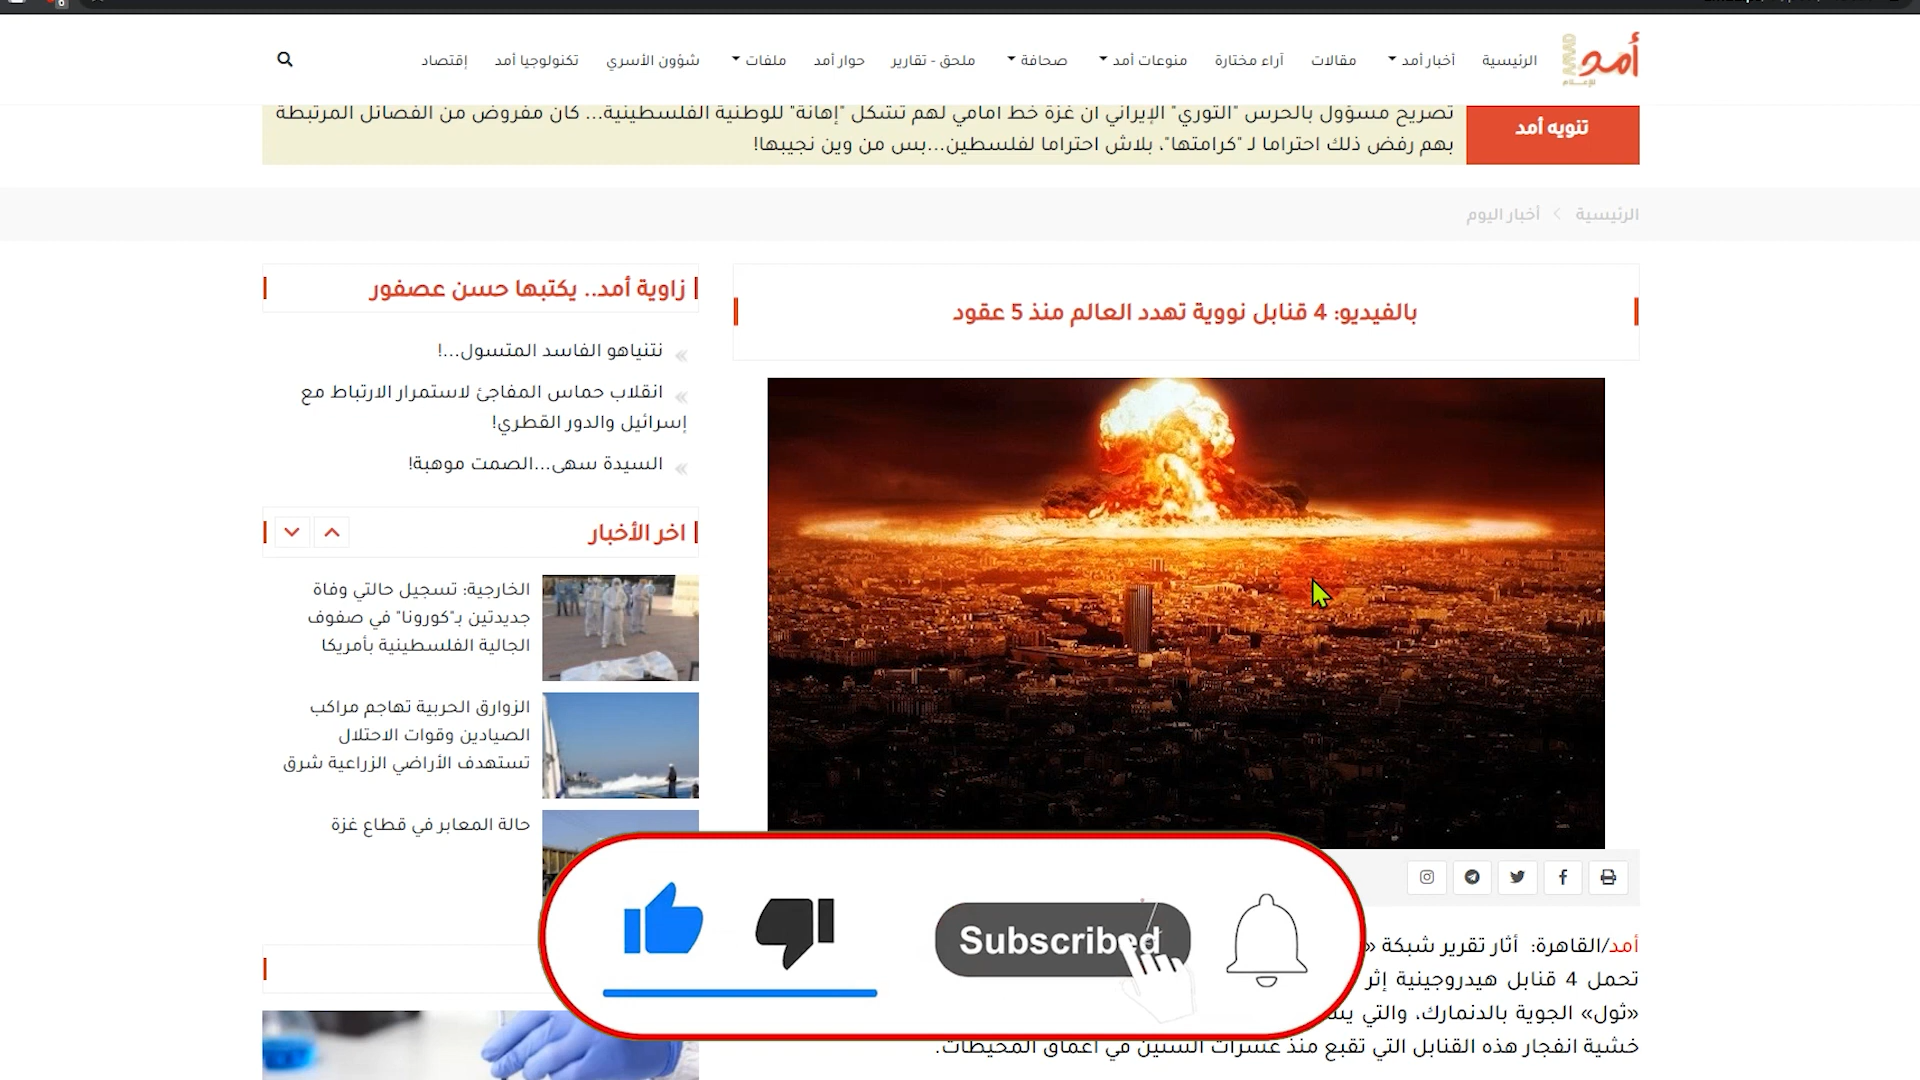 أمد
AMAD
للإعلام
الرئيسية
أخبار أمد
مقالات
آراء مختارة
منوعات أمد
صحافة
ملحق - تقارير
حوار أمد
ملفات
شؤون الأسري
تكنولوجيا أمد
إقتصاد
تنويه أمد
تصريح مسؤول بالحرس "الثوري" الإيراني ان غزة خط امامي لهم تشكل "إهانة" للوطنية الفلسطينية... كان مفروض من الفصائل المرتبطة
بهم رفض ذلك احتراما لـ "كرامتها"، بلاش احتراما لفلسطين...بس من وين نجيبها!
الرئيسية
أخبار اليوم
بالفيديو: 4 قنابل نووية تهدد العالم منذ 5 عقود
أمد/القاهرة: أثار تقرير شبكة «
تحمل 4 قنابل هيدروجينية إثر
«ثول» الجوية بالدنمارك، والتي
خشية انفجار هذه القنابل التي تقبع منذ عشرات السنين في أعماق المحيطات.
زاوية أمد.. يكتبها حسن عصفور
نتنياهو الفاسد المتسول...!
انقلاب حماس المفاجئ لاستمرار الارتباط مع
إسرائيل والدور القطري!
السيدة سهى...الصمت موهبة!
اخر الأخبار
الخارجية: تسجيل حالتي وفاة
جديدتين بـ"كورونا" في صفوف
الجالية الفلسطينية بأمريكا
الزوارق الحربية تهاجم مراكب
الصيادين وقوات الاحتلال
تستهدف الأراضي الزراعية شرق
حالة المعابر في قطاع غزة
Subscribed